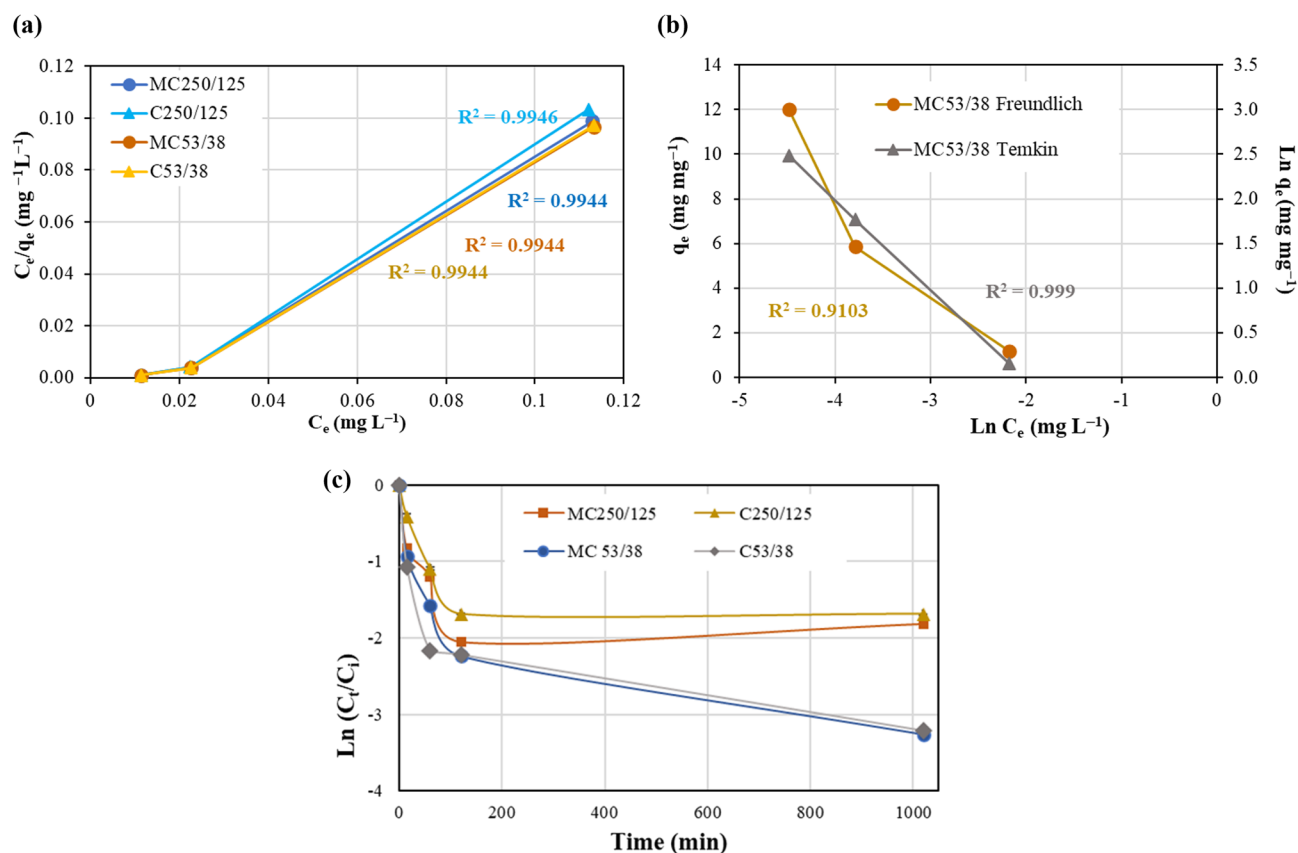 (a)
0.12
0.10
0.08
0.06
0.04
0.02
0.00
Cₑ/qₑ (mg ⁻¹L⁻¹)
MC250/125
C250/125
MC53/38
C53/38
R² = 0.9946
R² = 0.9944
R² = 0.9944
R² = 0.9944
0 0.02 0.04 0.06 0.08 0.1 0.12
Cₑ (mg L⁻¹)
(b)
14
12
10
8
6
4
2
0
qₑ (mg mg⁻¹)
MC53/38 Freundlich
MC53/38 Temkin
R² = 0.9103
R² = 0.999
3.5
3.0
2.5
2.0
1.5
1.0
0.5
0.0
Ln qₑ (mg mg⁻¹)
-5 -4 -3 -2 -1 0
Ln Cₑ (mg L⁻¹)
(c)
0
-1
-2
-3
-4
Ln (Cₜ/Cᵢ)
MC250/125 C250/125
MC 53/38 C53/38
0 200 400 600 800 1000
Time (min)